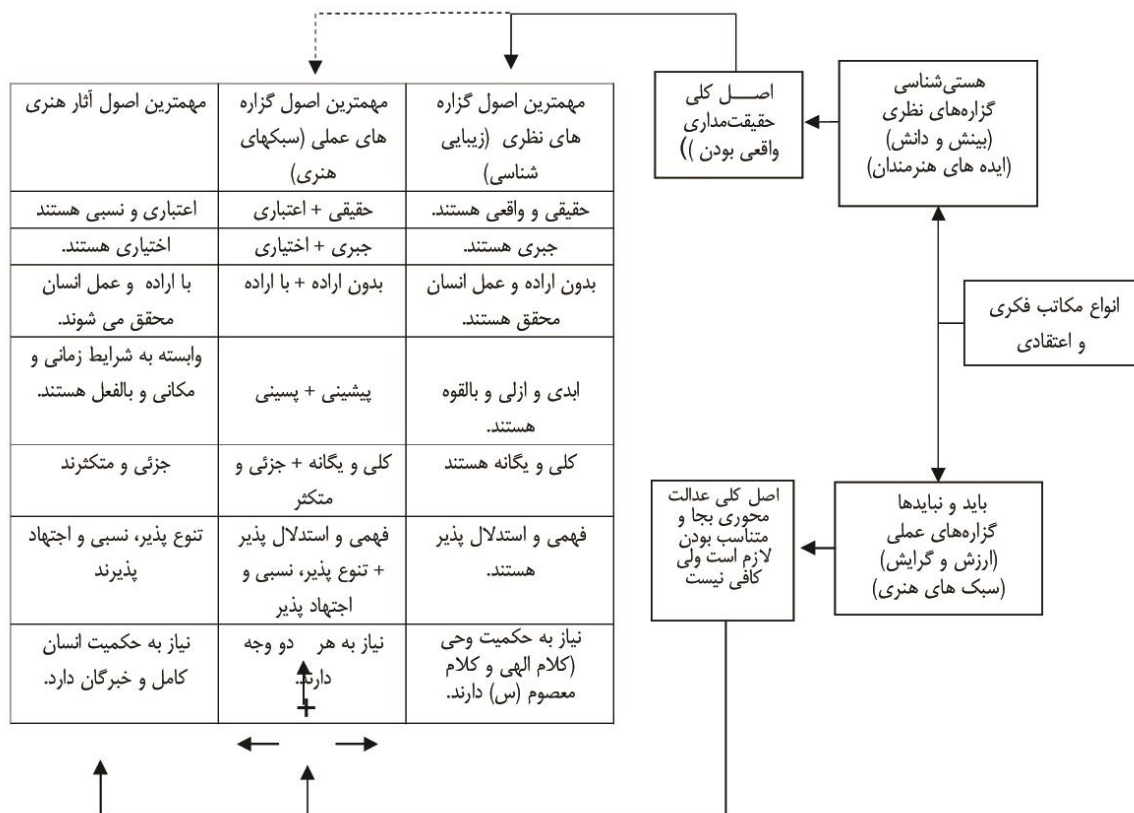 هستی‌شناسی
گزاره‌های نظری
(بینش و دانش)
(ایده های هنرمندان)
اصل کلی
حقیقت‌مداری
واقعی بودن ))
انواع مکاتب فکری
و اعتقادی
باید و نبایدها
گزاره‌های عملی
(ارزش و گرایش)
(سبک های هنری)
اصل کلی عدالت
محوری بجا و
متناسب بودن
لازم است ولی
کافی نیست
مهمترین اصول گزاره
های نظری (زیبایی
شناسی)
مهمترین اصول گزاره
های عملی (سبکهای
هنری)
مهمترین اصول آثار هنری
حقیقی و واقعی هستند.
حقیقی + اعتباری
اعتباری و نسبی هستند
جبری هستند.
جبری + اختیاری
اختیاری هستند.
بدون اراده و عمل انسان
محقق هستند.
بدون اراده + با اراده
با اراده و عمل انسان
محقق می شوند.
ابدی و ازلی و بالقوه
هستند.
پیشینی + پسینی
وابسته به شرایط زمانی و
مکانی و بالفعل هستند.
کلی و یگانه هستند
کلی و یگانه + جزئی و
متکثر
جزئی و متکثرند
فهمی و استدلال پذیر
هستند.
فهمی و استدلال پذیر
+ تنوع پذیر، نسبی و
اجتهاد پذیر
تنوع پذیر، نسبی و اجتهاد
پذیرند
نیاز به حکمیت وحی
(کلام الهی و کلام
معصوم (س) دارند.
نیاز به هر دو وجه
دارند.
+
نیاز به حکمیت انسان
کامل و خبرگان دارد.